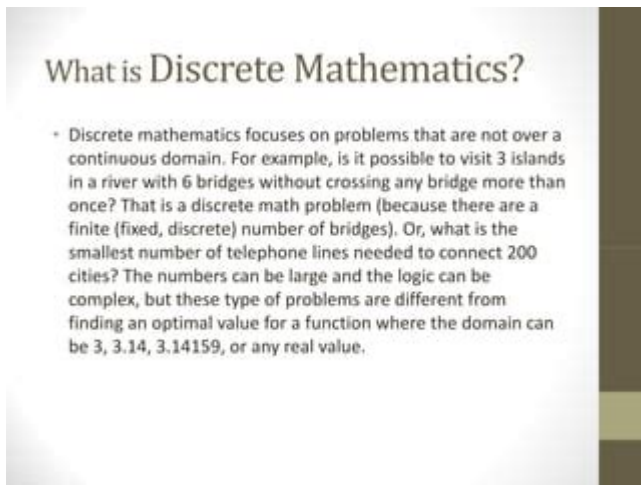 What is Discrete Mathematics?
• Discrete mathematics focuses on problems that are not over a
continuous domain. For example, is it possible to visit 3 islands
in a river with 6 bridges without crossing any bridge more than
once? That is a discrete math problem (because there are a
finite (fixed, discrete) number of bridges). Or, what is the
smallest number of telephone lines needed to connect 200
cities? The numbers can be large and the logic can be
complex, but these type of problems are different from
finding an optimal value for a function where the domain can
be 3, 3.14, 3.14159, or any real value.